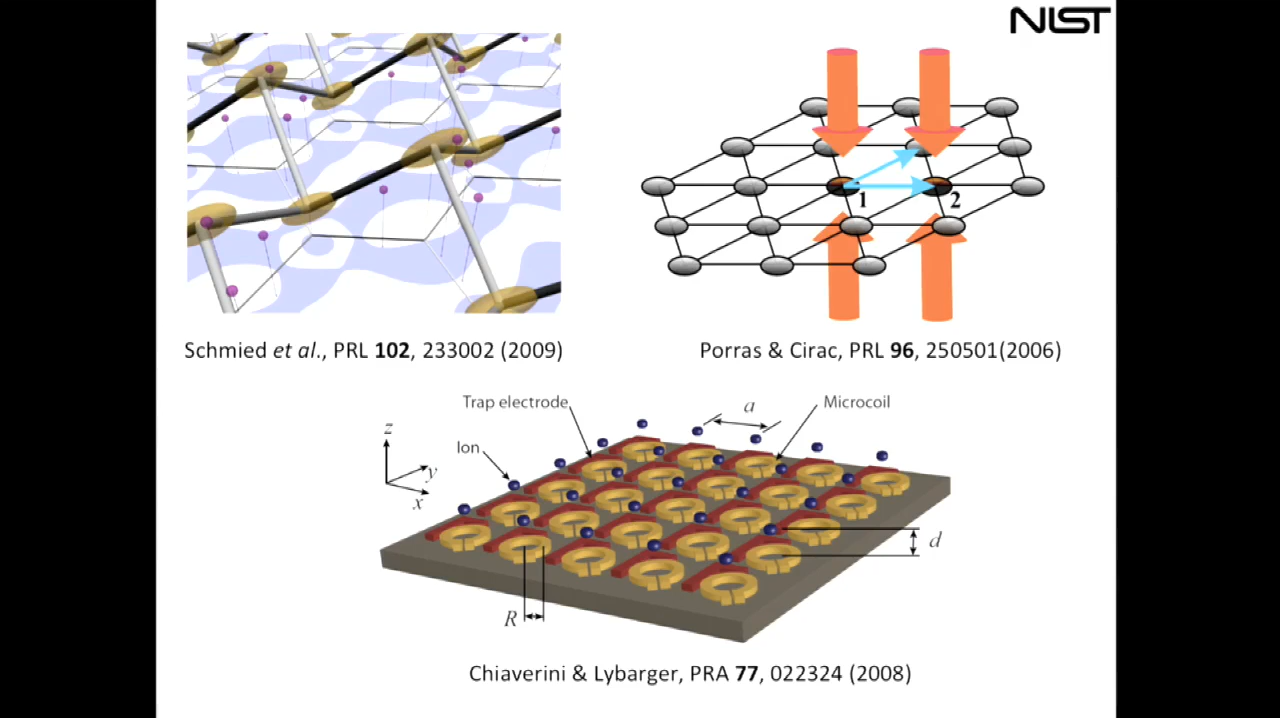 NIST
1
2
Schmied et al., PRL 102, 233002 (2009)
Porras & Cirac, PRL 96, 250501(2006)
Trap electrode
a
Microcoil
z
Ion
y
x
d
R
Chiaverini & Lybarger, PRA 77, 022324 (2008)